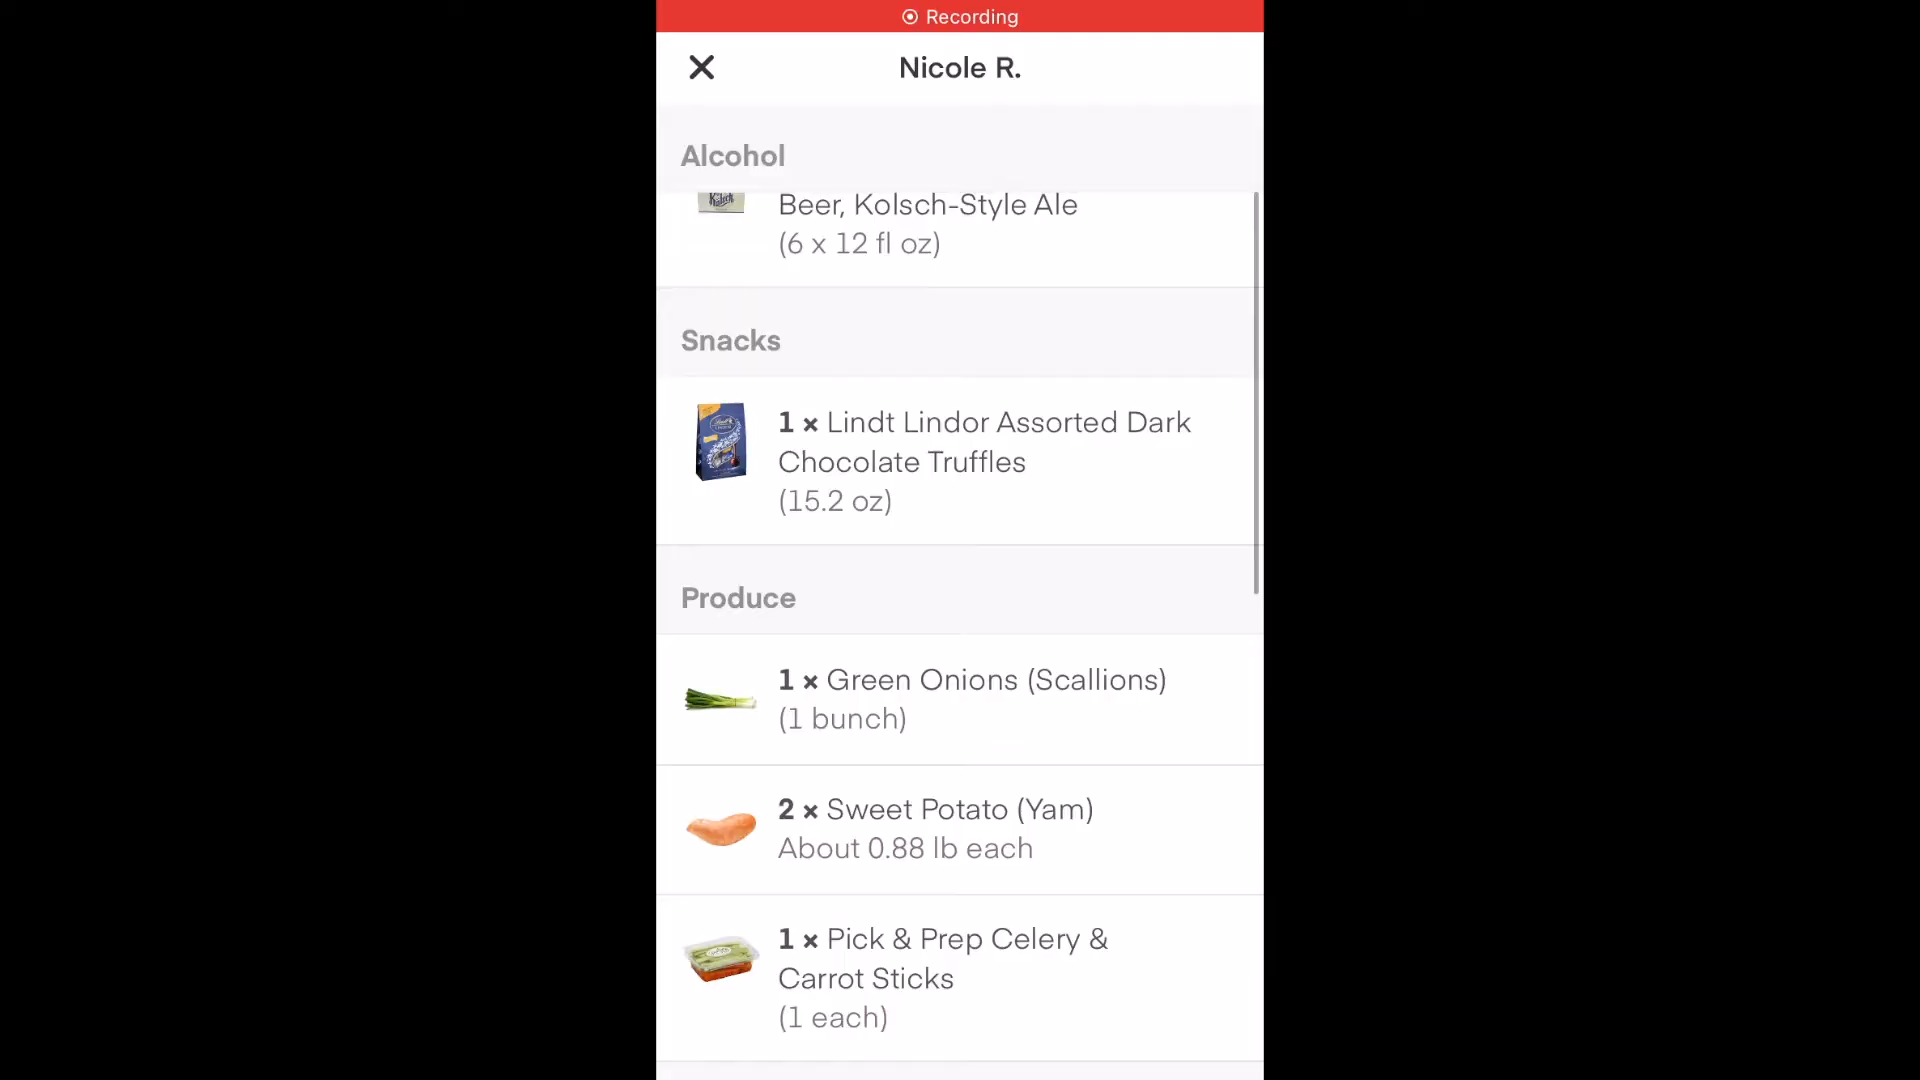 Recording
Nicole R.
Alcohol
Kolsch
Beer, Kolsch-Style Ale
(6 x 12 fl oz)
Snacks
1 x Lindt Lindor Assorted Dark
Chocolate Truffles
(15.2 oz)
Produce
1 x Green Onions (Scallions)
(1 bunch)
2 x Sweet Potato (Yam)
About 0.88 lb each
1 x Pick & Prep Celery &
Carrot Sticks
(1 each)